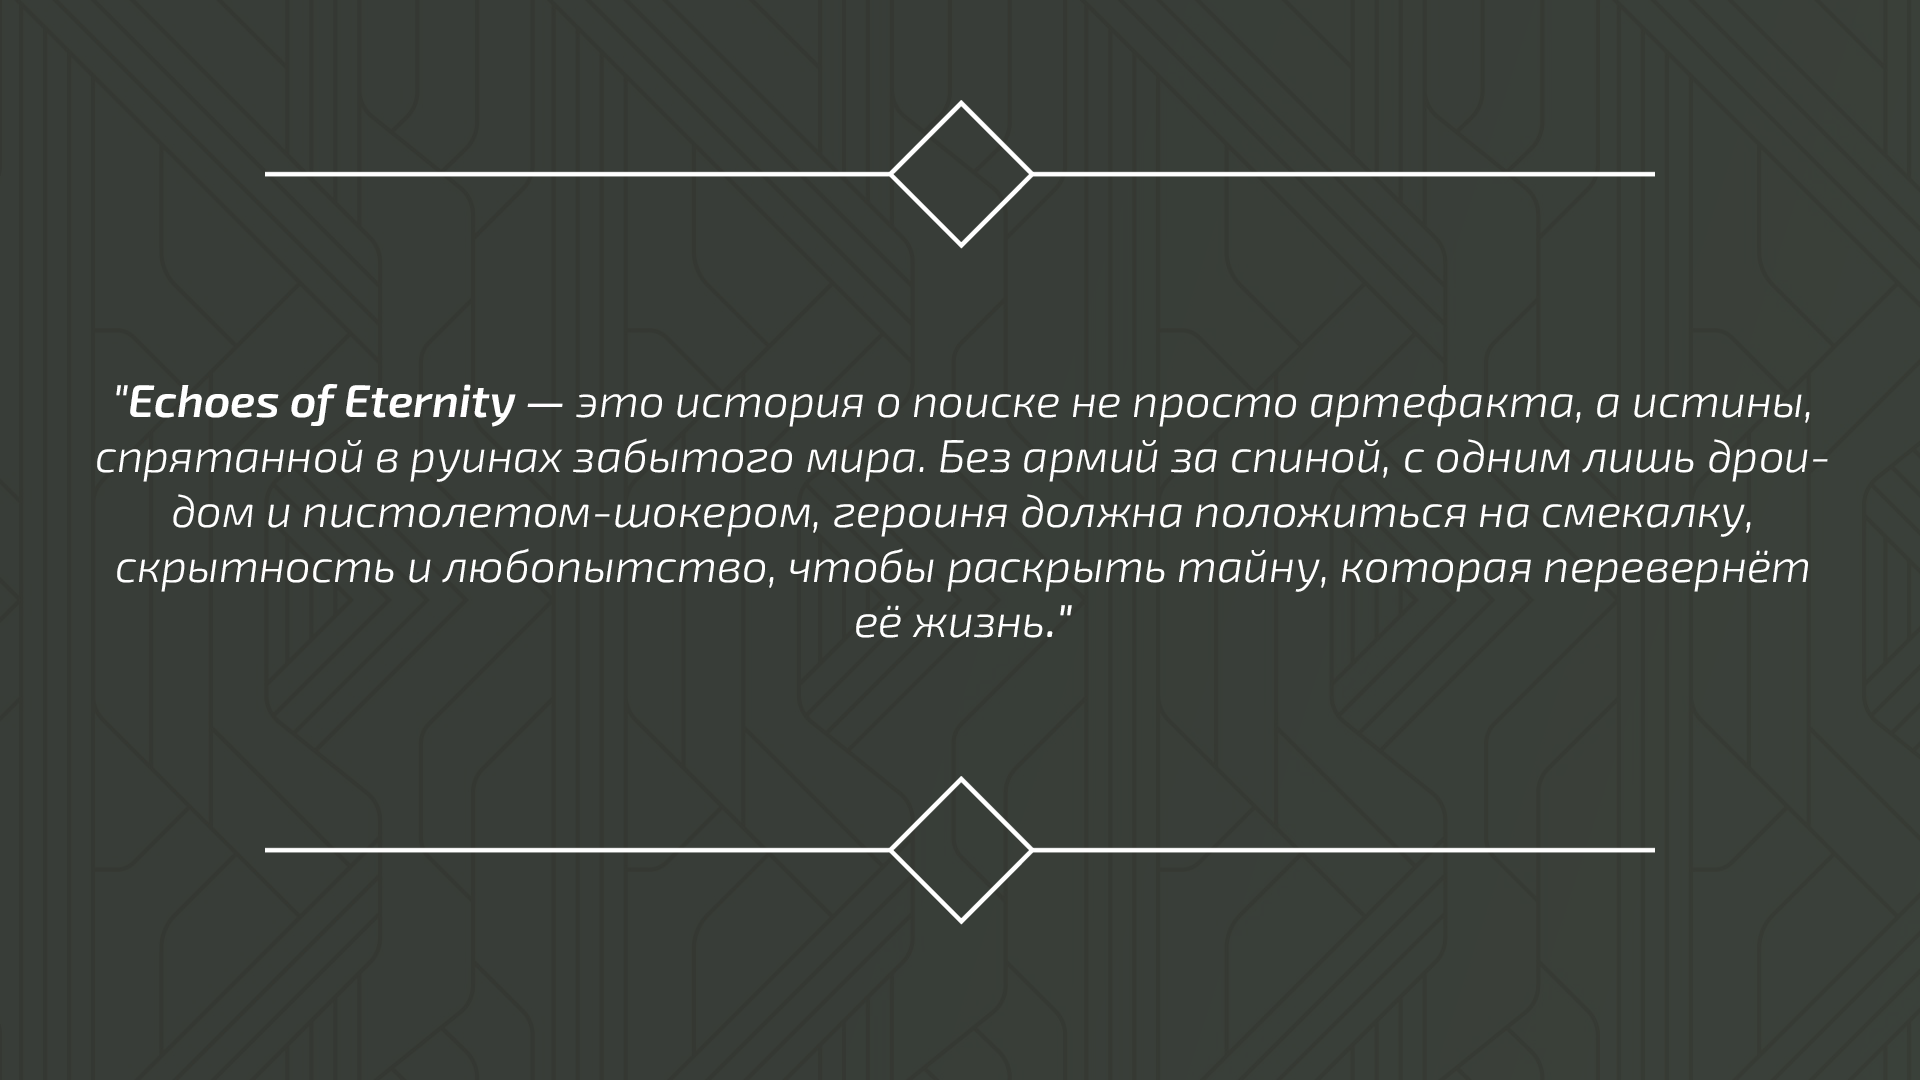 "Echoes of Eternity — это история о поиске не просто артефакта, а истины,
спрятанной в руинах забытого мира. Без армий за спиной, с одним лишь дрои-
дом и пистолетом-шокером, героиня должна положиться на смекалку,
скрытность и любопытство, чтобы раскрыть тайну, которая перевернёт
её жизнь."